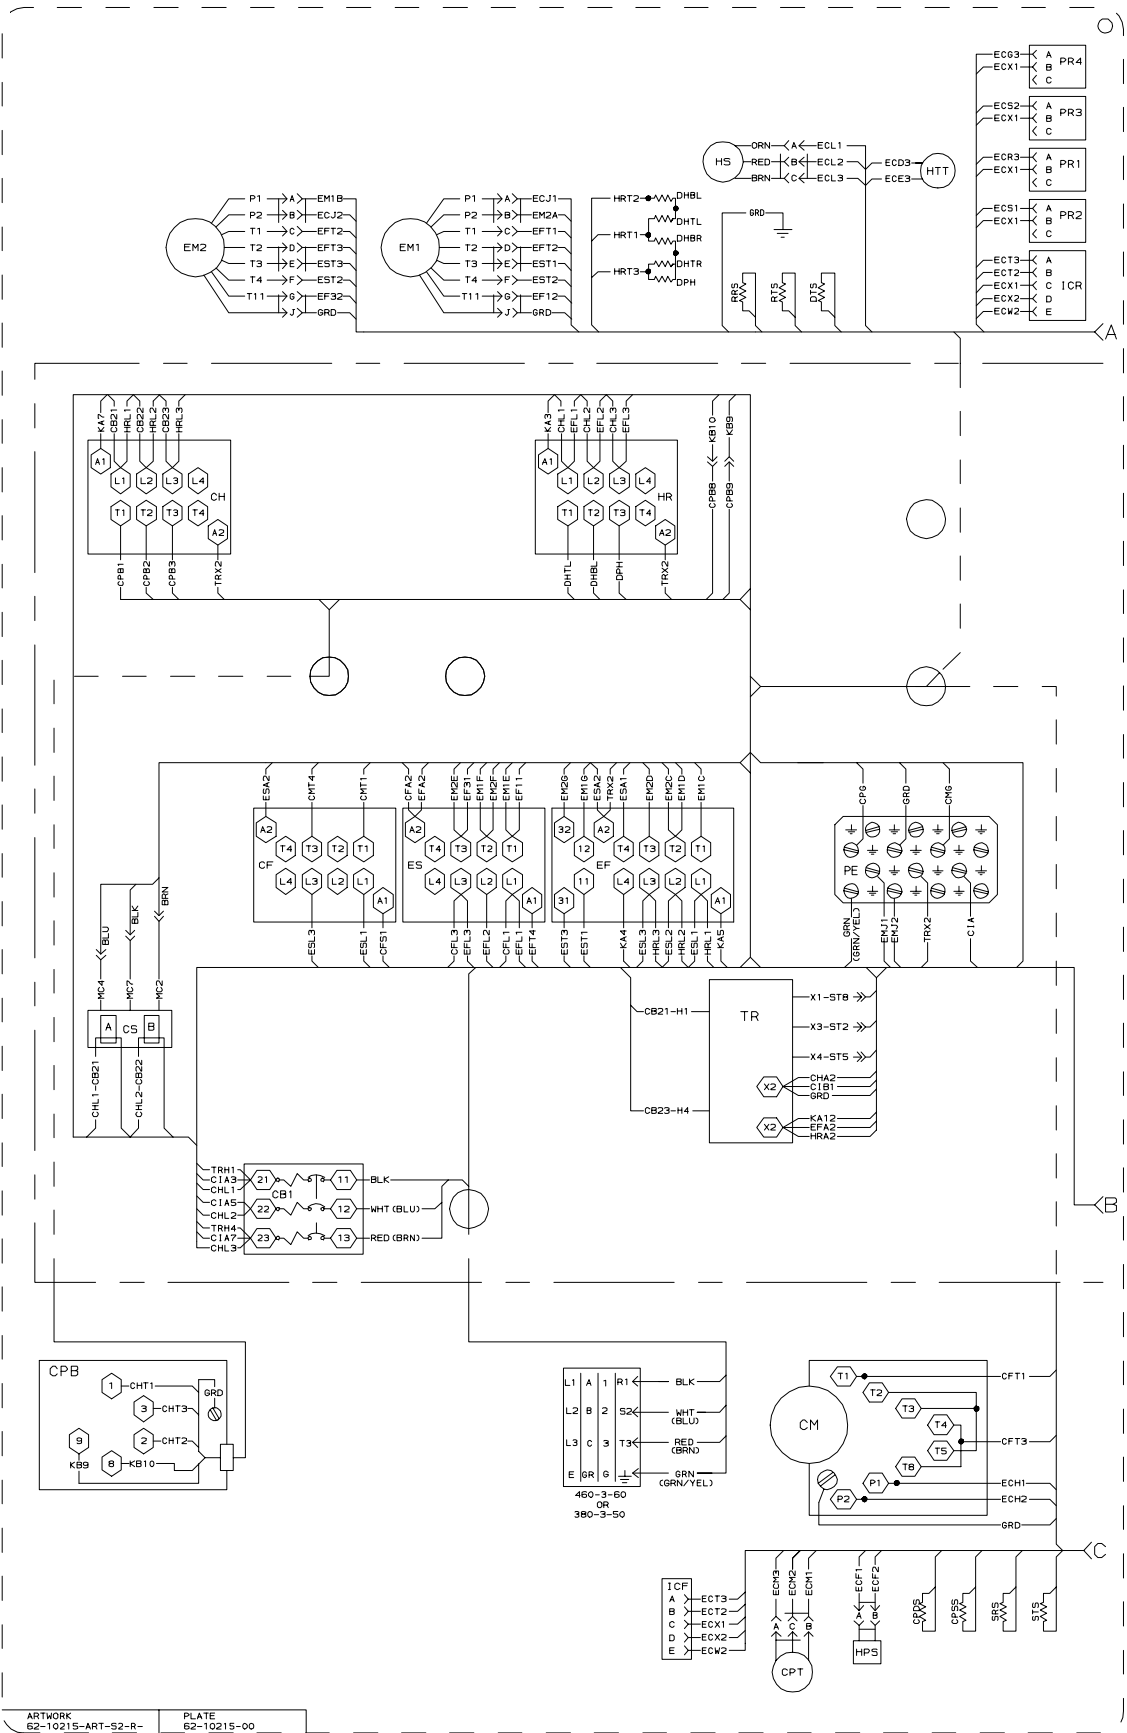 ECG3 A PR4
ECX1 B
C
ECS2 A PR3
ECX1 B
C
ECR3 A PR1
ECX1 B
C
ECS1 A PR2
ECX1 B
C
ECT3 A
ECT2 B
ECX1 C ICR
ECX2 D
ECW2 E
HS
ORN A ECL1
RED B ECL2
BRN C ECL3
ECD3
ECE3
HTT
EM2
P1 A EM1B
P2 B ECJ2
T1 C EFT2
T2 D EFT3
T3 E EST3
T4 F EST2
T11 G EF32
J GRD
EM1
P1 A ECJ1
P2 B EM2A
T1 C EFT1
T2 D EFT2
T3 E EST1
T4 F EST2
T11 G EF12
J GRD
HRT2 DHBL
DHTL
HRT1 DHBR
HRT3 DHTR
DPH
GRD
RRS RTS DTS
A
KA7 CB21 HRL1 CB22 HRL2 CB23 HRL3
A1
L1 L2 L3 L4
CH
T1 T2 T3 T4
A2
CPB1 CPB2 CPB3 TRX2
KA3 CHL1 EFL1 CHL2 EFL2 CHL3 EFL3
A1
L1 L2 L3 L4
HR
T1 T2 T3 T4
A2
DHTL DHBL DPH TRX2
KB10 KB9
CPB8 CPB9
ESA2 CMT4 CMT1
A2
T4 T3 T2 T1
CF
L4 L3 L2 L1
A1
ESL3 ESL1 CFS1
CFA2 EFA2 EM2E EF31 EM1F EM2F EM1E EF11
A2
T4 T3 T2 T1
ES
L4 L3 L2 L1
A1
CFL3 EFL3 EFL2 CFL1 EFL1 EFT4
EM2G EM1G ESA2 TRX2 ESA1 EM2D EM2C EM1D EM1C
32 A2
12 T4 T3 T2 T1
EF
11 L4 L3 L2 L1
31 A1
EST3 EST1 KA4 ESL3 HRL3 ESL2 HRL2 ESL1 HRL1 KA5
CPG GRD CMG
PE
GRN
(GRN/YEL)
EMJ1 EMJ2 TRX2 CIA
BLU BLK BRN
MC4 MC7 MC2
A CS B
CHL1-CB21
CHL2-CB22
CB21-H1
CB23-H4
TR
X1-ST8
X3-ST2
X4-ST5
X2
CHA2
CIB1
GRD
X2
KA12
EFA2
HRA2
TRH1
CIA3
CHL1
CIA5
CHL2
TRH4
CIA7
CHL3
21 11 BLK
CB1
22 12 WHT(BLU)
23 13 RED(BRN)
B
CPB
1 CHT1
3 CHT3
2 CHT2
9
KB9
8 KB10
GRD
L1 A 1 R1 BLK
L2 B 2 S2 WHT
(BLU)
L3 C 3 T3 RED
(BRN)
E GR G GRN
(GRN/YEL)
460-3-60
OR
380-3-50
CM
T1 CFT1
T2
T3
T4
CFT3
T5
T8
P1 ECH1
P2 ECH2
GRD
C
ICF
A ECT3
B ECT2
C ECX1
D ECX2
E ECW2
ECM3 ECM2 ECM1
A C B
CPT
ECF1 ECF2
A B
HPS
CPDS CPSS SRS STS
ARTWORK
62-10215-ART-S2-R-
PLATE
62-10215-00